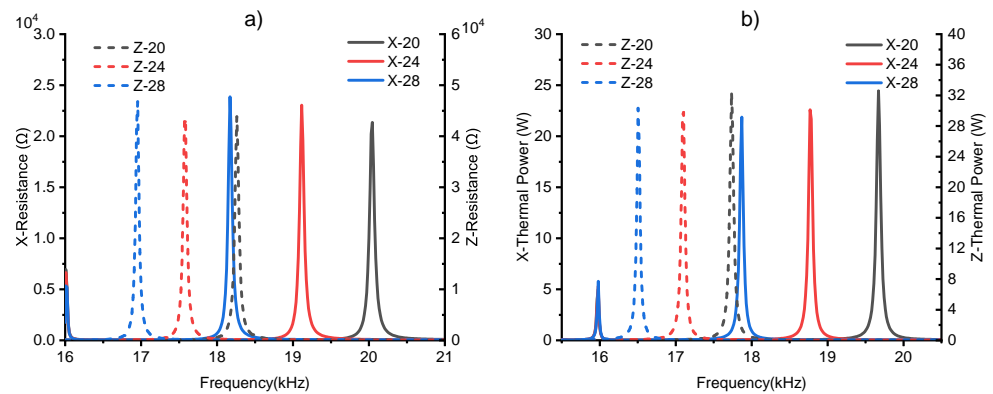 a)
10^4
6 10^4
Z-20
Z-24
Z-28
X-20
X-24
X-28
3.0
2.5
2.0
1.5
1.0
0.5
0.0
X-Resistance (Ω)
5
4
3
2
1
0
Z-Resistance (Ω)
16 17 18 19 20 21
Frequency(kHz)
b)
Z-20
Z-24
Z-28
X-20
X-24
X-28
30
25
20
15
10
5
0
X-Thermal Power (W)
40
36
32
28
24
20
16
12
8
4
0
Z-Thermal Power (W)
16 17 18 19 20
Frequency(kHz)